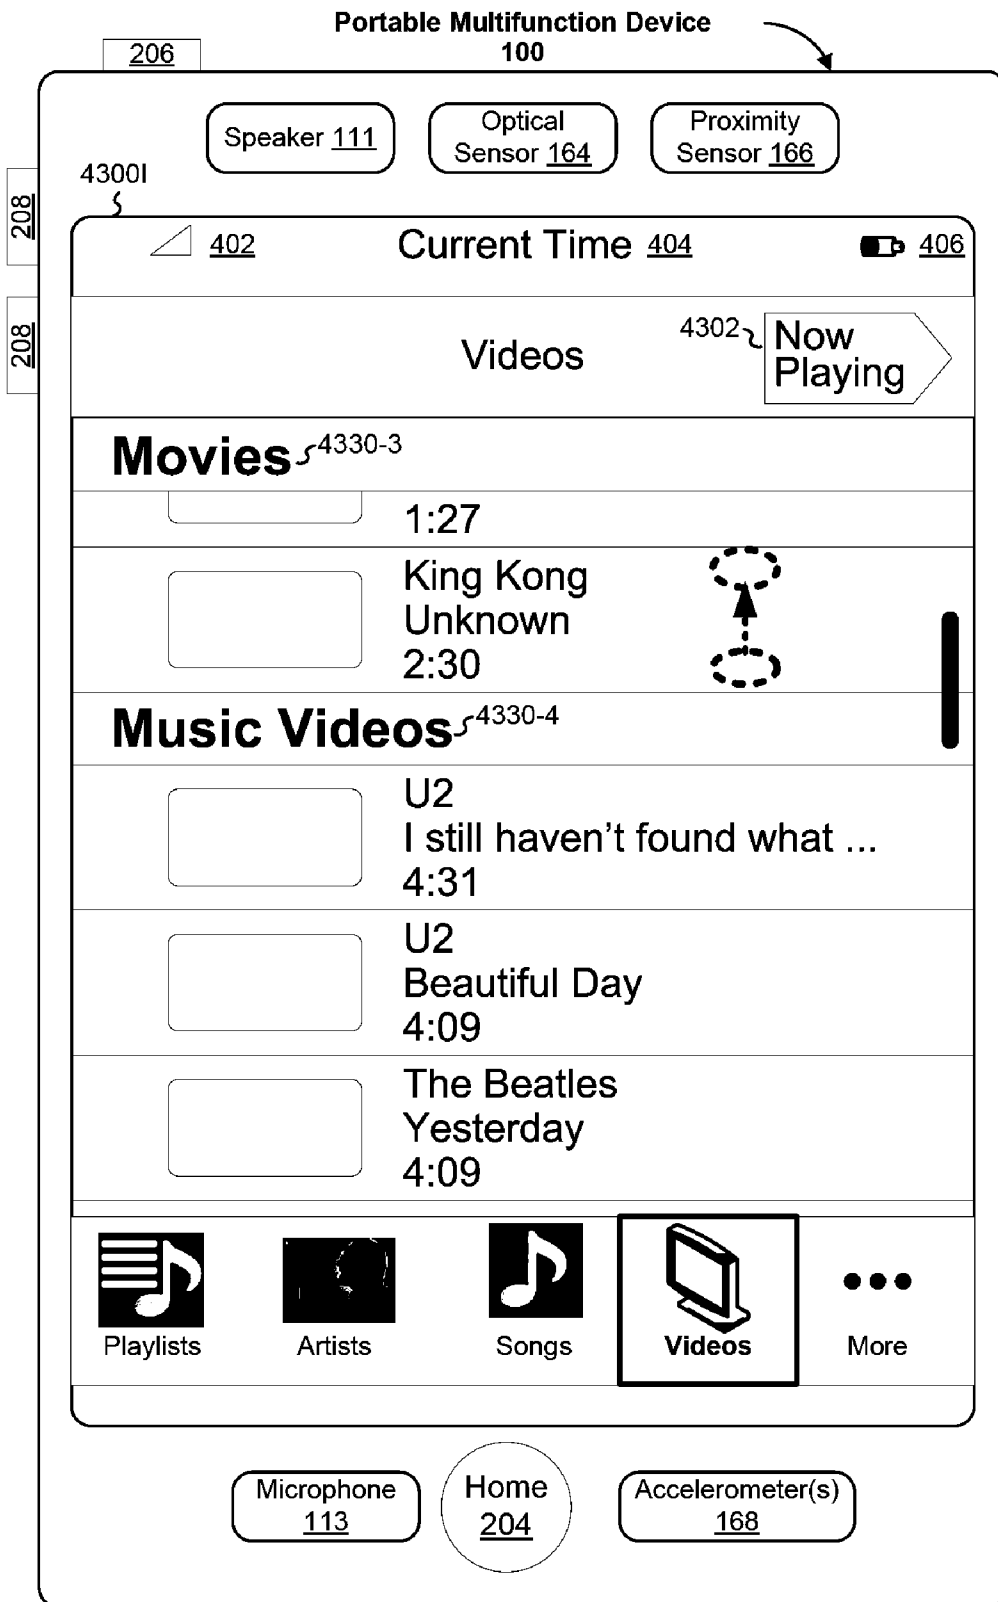 Portable Multifunction Device
100
206
Speaker 111
Optical
Sensor 164
Proximity
Sensor 166
4300I
208
208
402
Current Time 404
406
Videos
4302
Now
Playing
Movies
4330-3
1:27
King Kong
Unknown
2:30
Music Videos
4330-4
U2
I still haven't found what ...
4:31
U2
Beautiful Day
4:09
The Beatles
Yesterday
4:09
Playlists
Artists
Songs
Videos
More
Microphone
113
Home
204
Accelerometer(s)
168